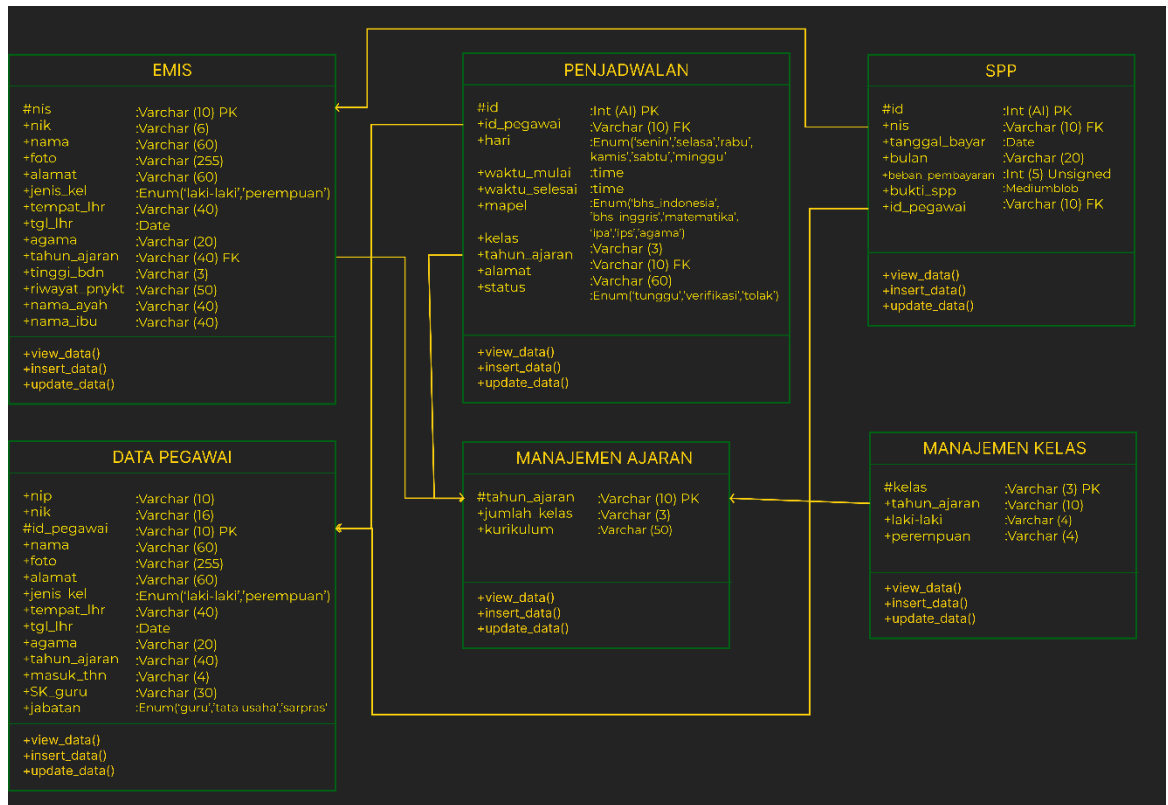 EMIS
#nis :Varchar (10) PK
+nik :Varchar (6)
+nama :Varchar (60)
+foto :Varchar (255)
+alamat :Varchar (60)
+jenis_kel :Enum('laki-laki','perempuan')
+tempat_lhr :Varchar (40)
+tgl_lhr :Date
+agama :Varchar (20)
+tahun_ajaran :Varchar (40) FK
+tinggi_bdn :Varchar (3)
+riwayat_pnykt :Varchar (50)
+nama_ayah :Varchar (40)
+nama_ibu :Varchar (40)
+view_data()
+insert_data()
+update_data()
PENJADWALAN
#id :Int (AI) PK
+id_pegawai :Varchar (10) FK
+hari :Enum('senin','selasa','rabu',
kamis','sabtu','minggu'
+waktu_mulai :time
+waktu_selesai :time
+mapel :Enum('bhs_indonesia',
'bhs_inggris','matematika',
'ipa','ips','agama')
+kelas :Varchar (3)
+tahun_ajaran :Varchar (10) FK
+alamat :Varchar (60)
+status :Enum('tunggu','verifikasi','tolak')
+view_data()
+insert_data()
+update_data()
SPP
#id :Int (AI) PK
+nis :Varchar (10) FK
+tanggal_bayar :Date
+bulan :Varchar (20)
+beban_pembayaran :Int (5) Unsigned
+bukti_spp :Mediumblob
+id_pegawai :Varchar (10) FK
+view_data()
+insert_data()
+update_data()
DATA PEGAWAI
+nip :Varchar (10)
+nik :Varchar (16)
#id_pegawai :Varchar (10) PK
+nama :Varchar (60)
+foto :Varchar (255)
+alamat :Varchar (60)
+jenis_kel :Enum('laki-laki','perempuan')
+tempat_lhr :Varchar (40)
+tgl_lhr :Date
+agama :Varchar (20)
+tahun_ajaran :Varchar (40)
+masuk_thn :Varchar (4)
+SK_guru :Varchar (30)
+jabatan :Enum('guru','tata usaha','sarpras'
+view_data()
+insert_data()
+update_data()
MANAJEMEN AJARAN
#tahun_ajaran :Varchar (10) PK
+jumlah_kelas :Varchar (3)
+kurikulum :Varchar (50)
+view_data()
+insert_data()
+update_data()
MANAJEMEN KELAS
#kelas :Varchar (3) PK
+tahun_ajaran :Varchar (10)
+laki-laki :Varchar (4)
+perempuan :Varchar (4)
+view_data()
+insert_data()
+update_data()